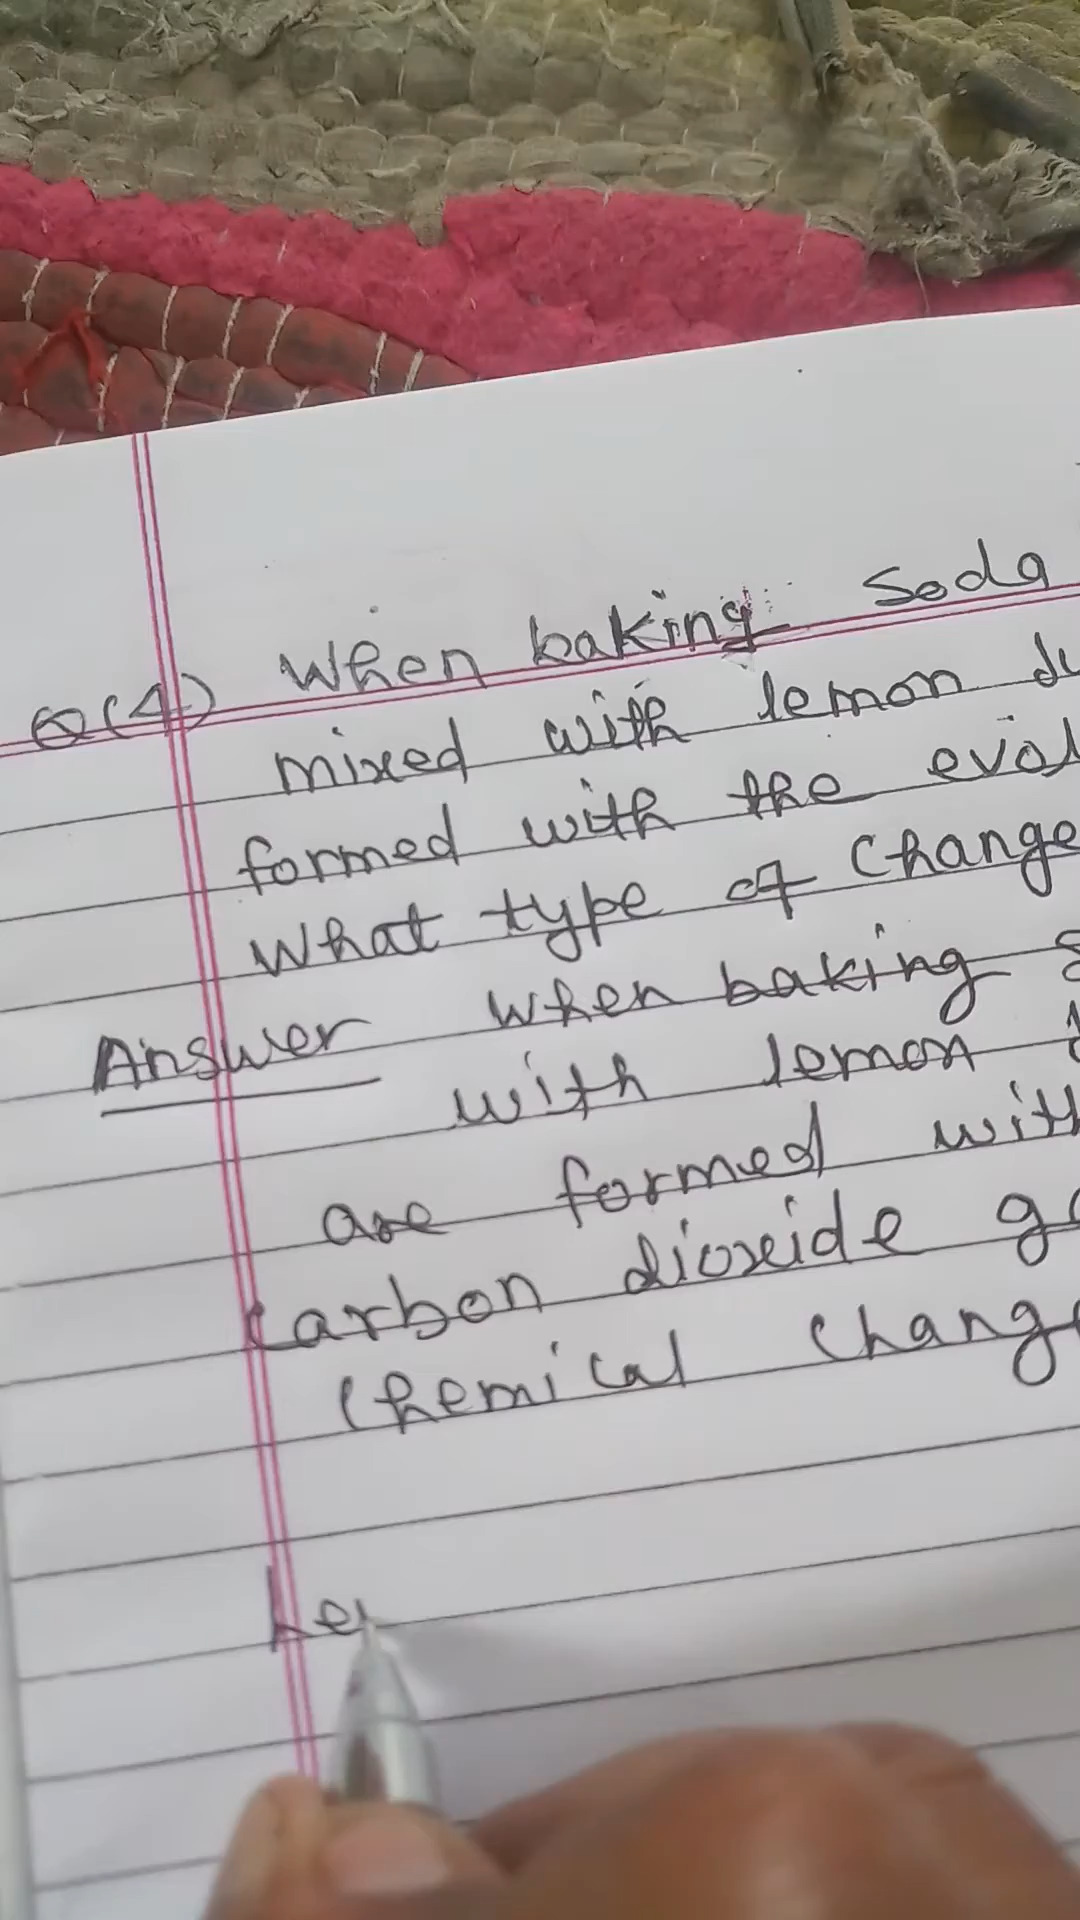 Q(4) When baking Soda
mixed with lemon
formed with the
What type of Change
Answer When baking
with lemon
are formed with
Carbon dioxide
Chemical Change